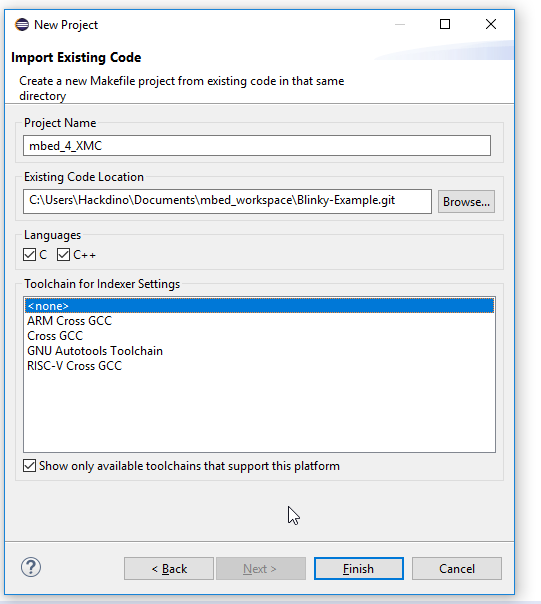 New Project
Import Existing Code
Create a new Makefile project from existing code in that same
directory
Project Name
mbed_4_XMC
Existing Code Location
C:\Users\Hackdino\Documents\mbed_workspace\Blinky-Example.git
Browse...
Languages
C C++
Toolchain for Indexer Settings
<none>
ARM Cross GCC
Cross GCC
GNU Autotools Toolchain
RISC-V Cross GCC
Show only available toolchains that support this platform
? < Back Next > Finish Cancel